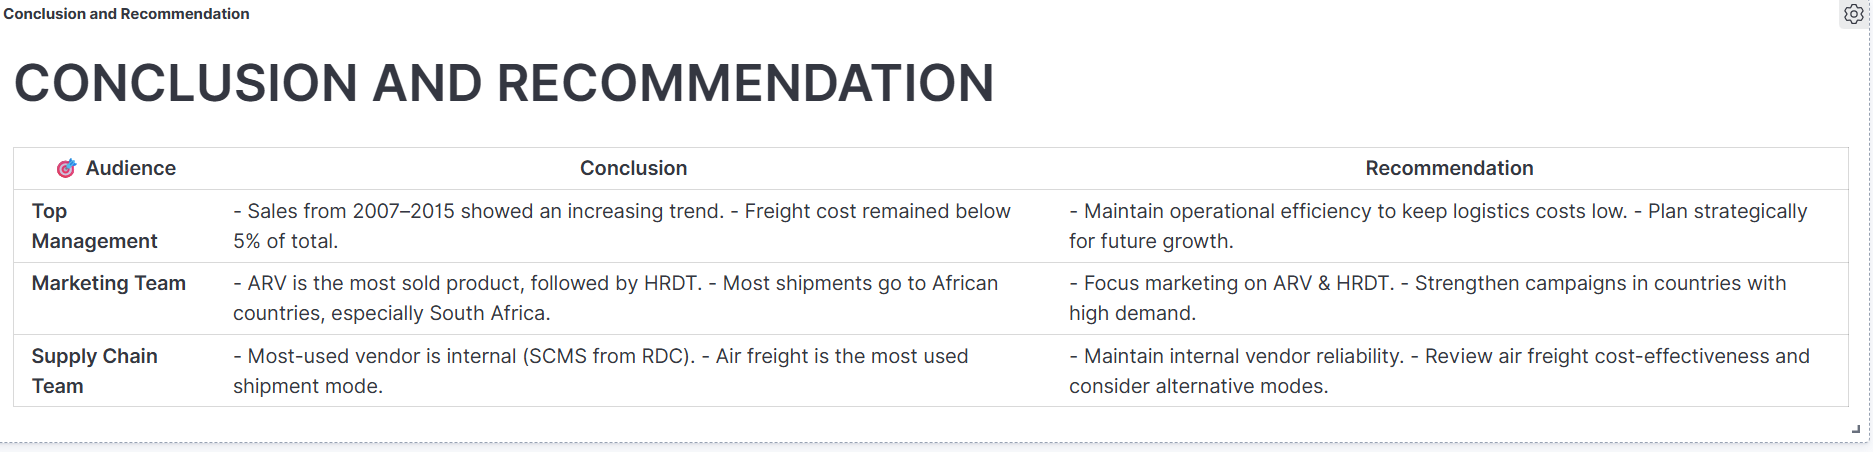 Conclusion and Recommendation
CONCLUSION AND RECOMMENDATION
🎯 Audience Conclusion Recommendation
Top Management
- Sales from 2007–2015 showed an increasing trend. - Freight cost remained below
5% of total.
- Maintain operational efficiency to keep logistics costs low. - Plan strategically
for future growth.
Marketing Team
- ARV is the most sold product, followed by HRDT. - Most shipments go to African
countries, especially South Africa.
- Focus marketing on ARV & HRDT. - Strengthen campaigns in countries with
high demand.
Supply Chain
Team
- Most-used vendor is internal (SCMS from RDC). - Air freight is the most used
shipment mode.
- Maintain internal vendor reliability. - Review air freight cost-effectiveness and
consider alternative modes.